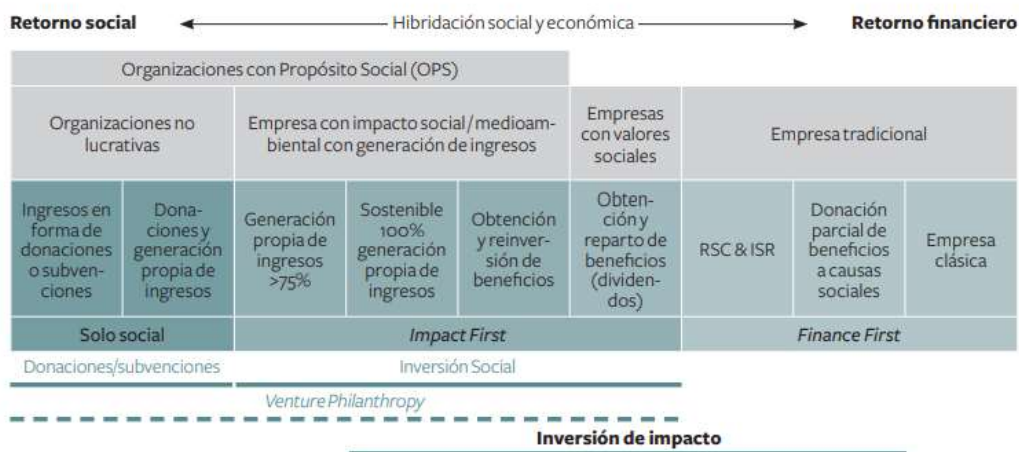 Retorno social
Hibridación social y económica
Retorno financiero
Organizaciones con Propósito Social (OPS)
Organizaciones no
lucrativas
Empresa con impacto social/medioam-
biental con generación de ingresos
Empresas
con valores
sociales
Empresa tradicional
Ingresos en
forma de
donaciones
o subven-
ciones
Dona-
ciones y
generación
propia de
ingresos
Generación
propia de
ingresos
>75%
Sostenible
100%
generación
propia de
ingresos
Obtención
y reinver-
sión de
beneficios
Obten-
ción y
reparto de
beneficios
(dividen-
dos)
RSC & ISR
Donación
parcial de
beneficios
a causas
sociales
Empresa
clásica
Solo social
Impact First
Finance First
Donaciones/subvenciones
Inversión Social
Venture Philanthropy
Inversión de impacto